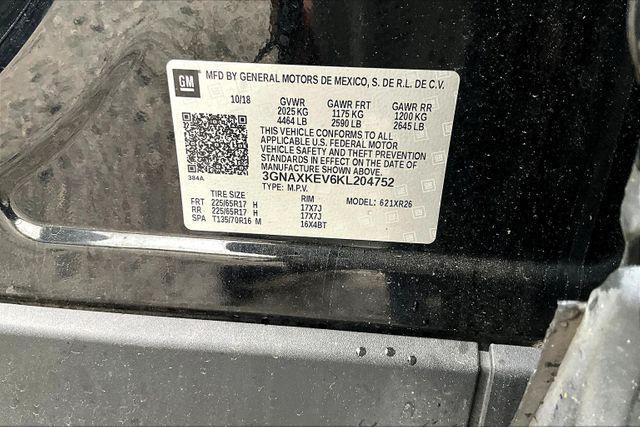 GM MFD BY GENERAL MOTORS DE MEXICO, S. DE R.L. DE C.V.
10/18 GVWR GAWR FRT GAWR RR
2025 KG 1175 KG 1200 KG
4464 LB 2590 LB 2645 LB
THIS VEHICLE CONFORMS TO ALL
APPLICABLE U.S. FEDERAL MOTOR
VEHICLE SAFETY AND THEFT PREVENTION
STANDARDS IN EFFECT ON THE DATE OF
MANUFACTURE SHOWN ABOVE.
384A 3GNAXKEV6KL204752
TYPE: M.P.V.
TIRE SIZE RIM MODEL: 621XR26
FRT 225/65R17 H 17X7J
RR 225/65R17 H 17X7J
SPA T135/70R16 M 16X4BT